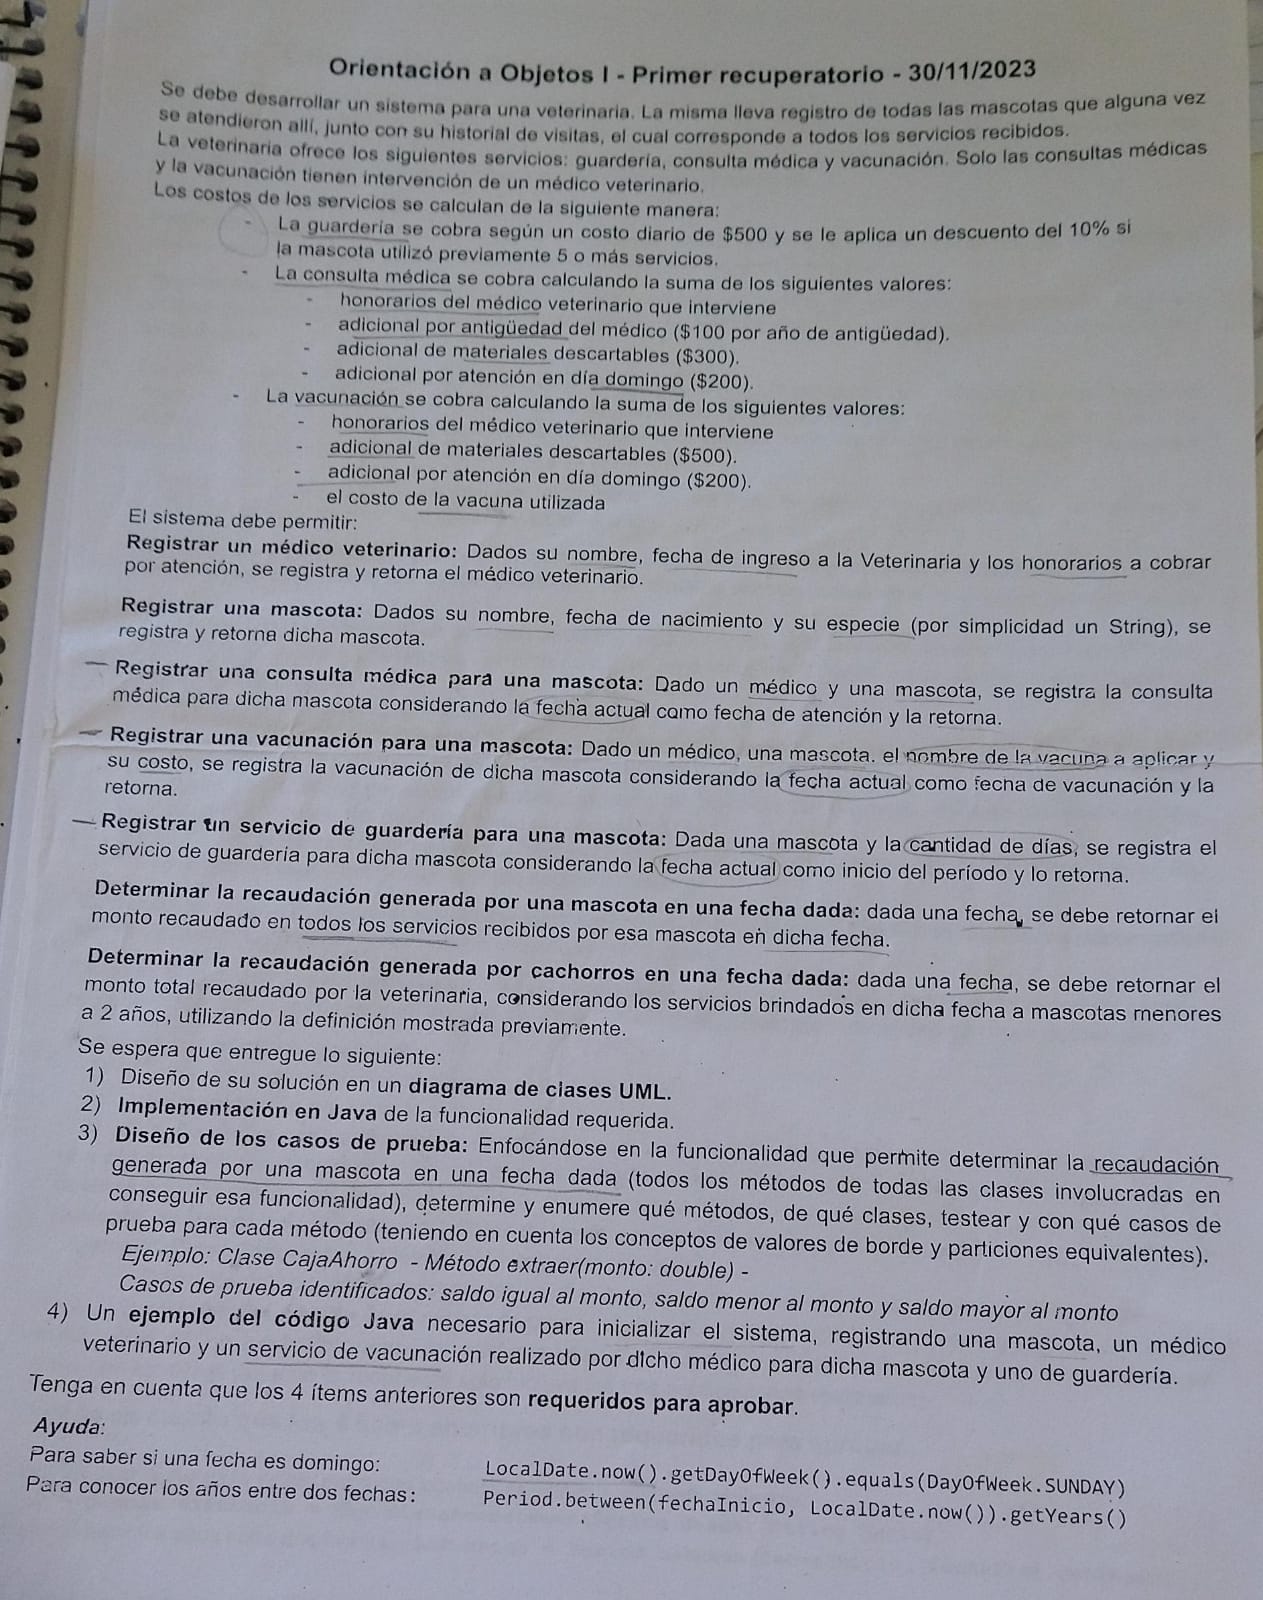 Orientación a Objetos I - Primer recuperatorio - 30/11/2023
Se debe desarrollar un sistema para una veterinaria. La misma lleva registro de todas las mascotas que alguna vez
se atendieron allí, junto con su historial de visitas, el cual corresponde a todos los servicios recibidos.
La veterinaria ofrece los siguientes servicios: guardería, consulta médica y vacunación. Solo las consultas médicas
y la vacunación tienen intervención de un médico veterinario.
Los costos de los servicios se calculan de la siguiente manera:
- La guardería se cobra según un costo diario de $500 y se le aplica un descuento del 10% si
la mascota utilizó previamente 5 o más servicios.
- La consulta médica se cobra calculando la suma de los siguientes valores:
- honorarios del médico veterinario que interviene
- adicional por antigüedad del médico ($100 por año de antigüedad).
- adicional de materiales descartables ($300).
- adicional por atención en día domingo ($200).
- La vacunación se cobra calculando la suma de los siguientes valores:
- honorarios del médico veterinario que interviene
- adicional de materiales descartables ($500).
- adicional por atención en día domingo ($200).
- el costo de la vacuna utilizada
El sistema debe permitir:
Registrar un médico veterinario: Dados su nombre, fecha de ingreso a la Veterinaria y los honorarios a cobrar
por atención, se registra y retorna el médico veterinario.
Registrar una mascota: Dados su nombre, fecha de nacimiento y su especie (por simplicidad un String), se
registra y retorna dicha mascota.
Registrar una consulta médica para una mascota: Dado un médico y una mascota, se registra la consulta
médica para dicha mascota considerando la fecha actual como fecha de atención y la retorna.
Registrar una vacunación para una mascota: Dado un médico, una mascota, el nombre de la vacuna a aplicar y
su costo, se registra la vacunación de dicha mascota considerando la fecha actual como fecha de vacunación y la
retorna.
Registrar un servicio de guardería para una mascota: Dada una mascota y la cantidad de días, se registra el
servicio de guardería para dicha mascota considerando la fecha actual como inicio del período y lo retorna.
Determinar la recaudación generada por una mascota en una fecha dada: dada una fecha, se debe retornar el
monto recaudado en todos los servicios recibidos por esa mascota en dicha fecha.
Determinar la recaudación generada por cachorros en una fecha dada: dada una fecha, se debe retornar el
monto total recaudado por la veterinaria, considerando los servicios brindados en dicha fecha a mascotas menores
a 2 años, utilizando la definición mostrada previamente.
Se espera que entregue lo siguiente:
1) Diseño de su solución en un diagrama de clases UML.
2) Implementación en Java de la funcionalidad requerida.
3) Diseño de los casos de prueba: Enfocándose en la funcionalidad que permite determinar la recaudación
generada por una mascota en una fecha dada (todos los métodos de todas las clases involucradas en
conseguir esa funcionalidad), determine y enumere qué métodos, de qué clases, testear y con qué casos de
prueba para cada método (teniendo en cuenta los conceptos de valores de borde y particiones equivalentes).
Ejemplo: Clase CajaAhorro - Método extraer(monto: double) -
Casos de prueba identificados: saldo igual al monto, saldo menor al monto y saldo mayor al monto
4) Un ejemplo del código Java necesario para inicializar el sistema, registrando una mascota, un médico
veterinario y un servicio de vacunación realizado por dicho médico para dicha mascota y uno de guardería.
Tenga en cuenta que los 4 ítems anteriores son requeridos para aprobar.
Ayuda:
Para saber si una fecha es domingo: LocalDate.now().getDayOfWeek().equals(DayOfWeek.SUNDAY)
Para conocer los años entre dos fechas: Period.between(fechaInicio, LocalDate.now()).getYears()